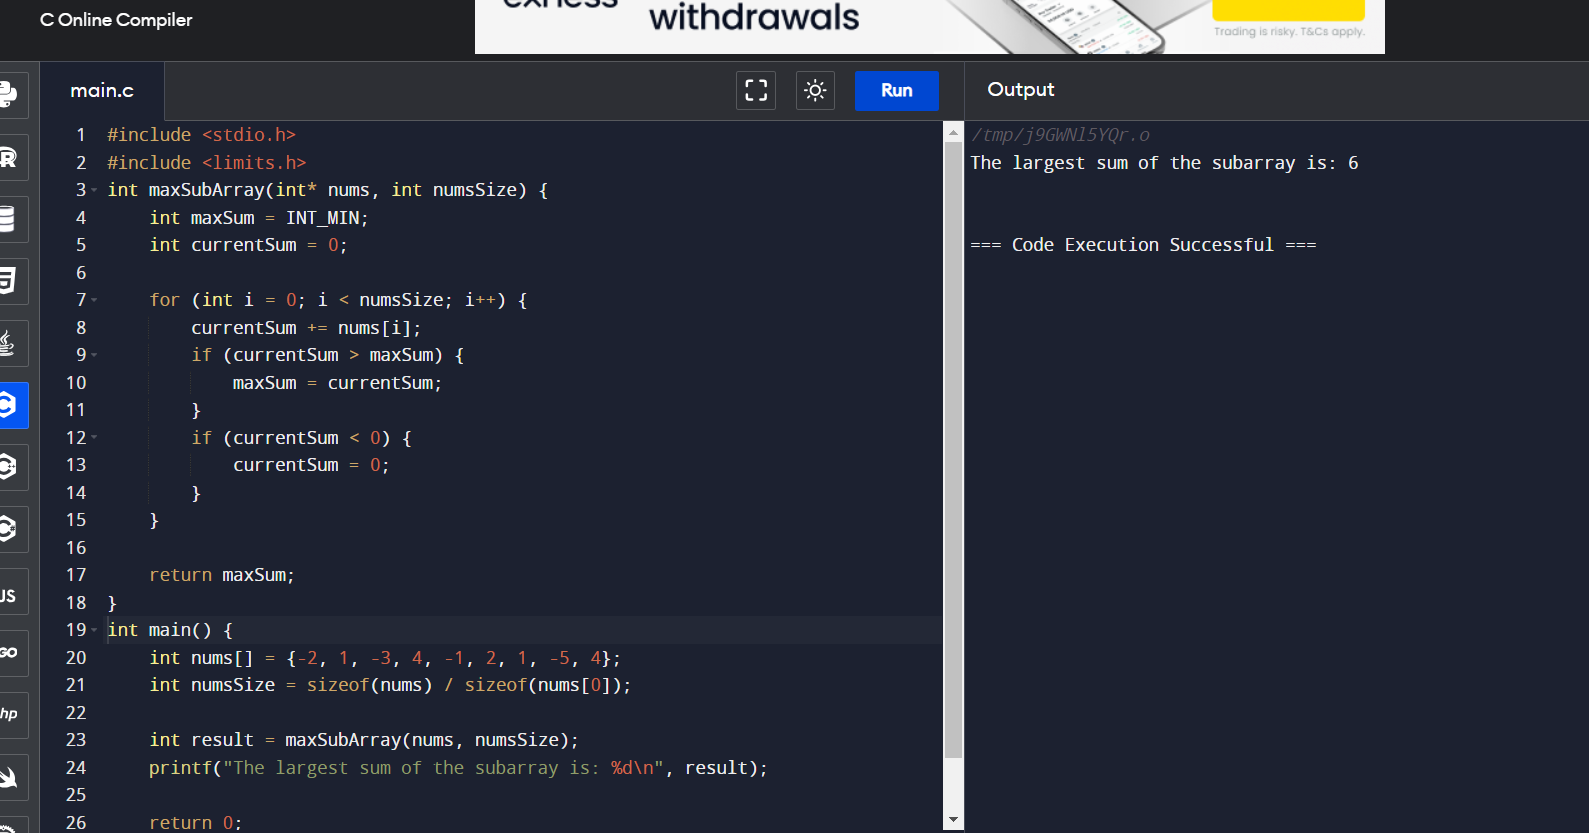 C Online Compiler
exness
withdrawals
Trading is risky. T&Cs apply.
main.c
Run
Output
1 #include <stdio.h>
2 #include <limits.h>
3 int maxSubArray(int* nums, int numsSize) {
4 int maxSum = INT_MIN;
5 int currentSum = 0;
6
7 for (int i = 0; i < numsSize; i++) {
8 currentSum += nums[i];
9 if (currentSum > maxSum) {
10 maxSum = currentSum;
11 }
12 if (currentSum < 0) {
13 currentSum = 0;
14 }
15 }
16
17 return maxSum;
18 }
19 int main() {
20 int nums[] = {-2, 1, -3, 4, -1, 2, 1, -5, 4};
21 int numsSize = sizeof(nums) / sizeof(nums[0]);
22
23 int result = maxSubArray(nums, numsSize);
24 printf("The largest sum of the subarray is: %d\n", result);
25
26 return 0;
/tmp/j9GWNl5YQr.o
The largest sum of the subarray is: 6
=== Code Execution Successful ===
R
JS
GO
hp